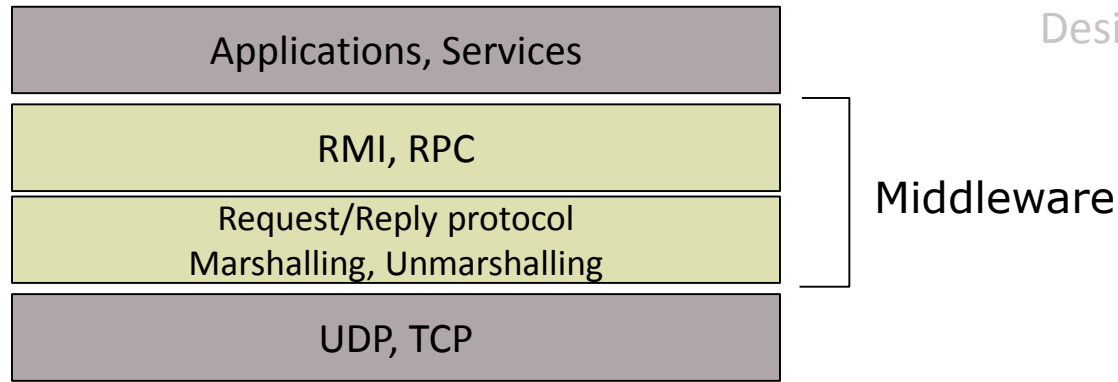 Applications, Services
RMI, RPC
Request/Reply protocol
Marshalling, Unmarshalling
UDP, TCP
Middleware